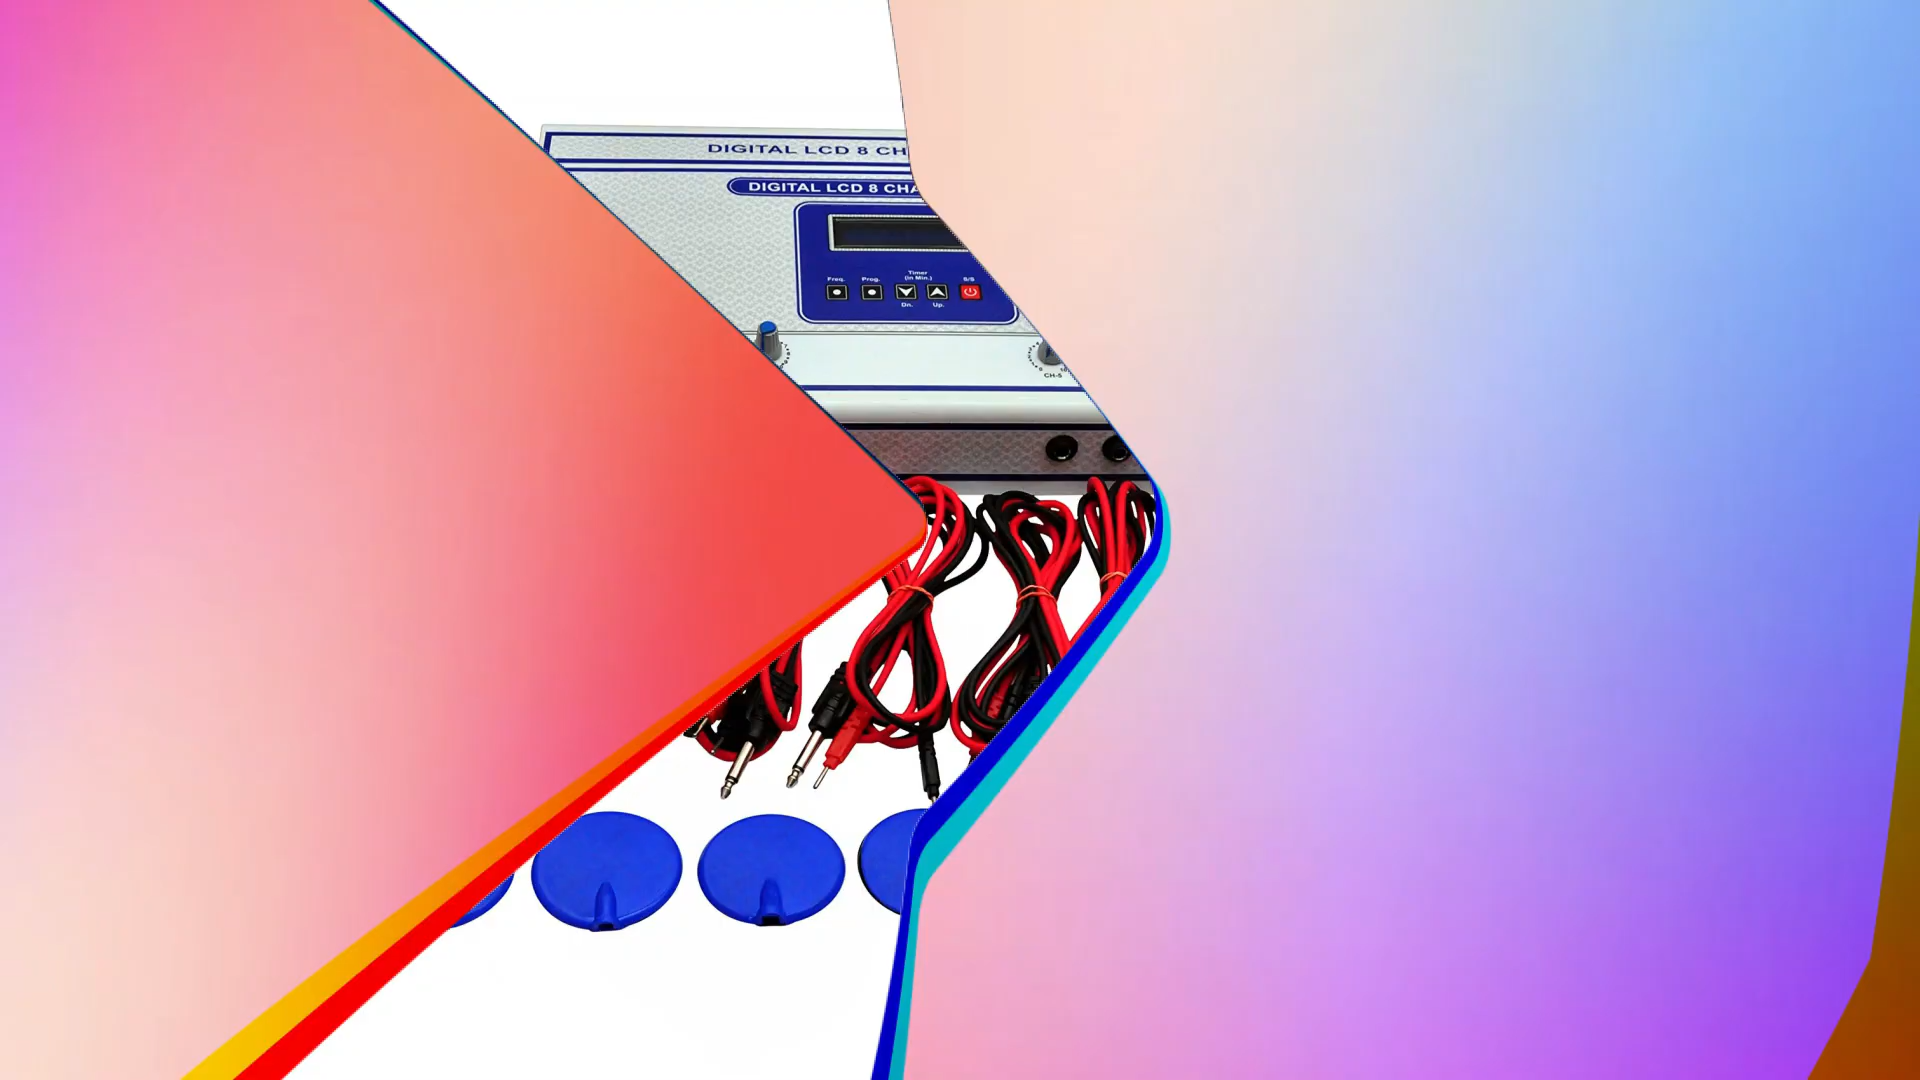 DIGITAL LCD 8 CH
DIGITAL LCD 8 CHA
Timer
(in Min.)
Freq. Prog. S/S
Dn. Up.
CH-5